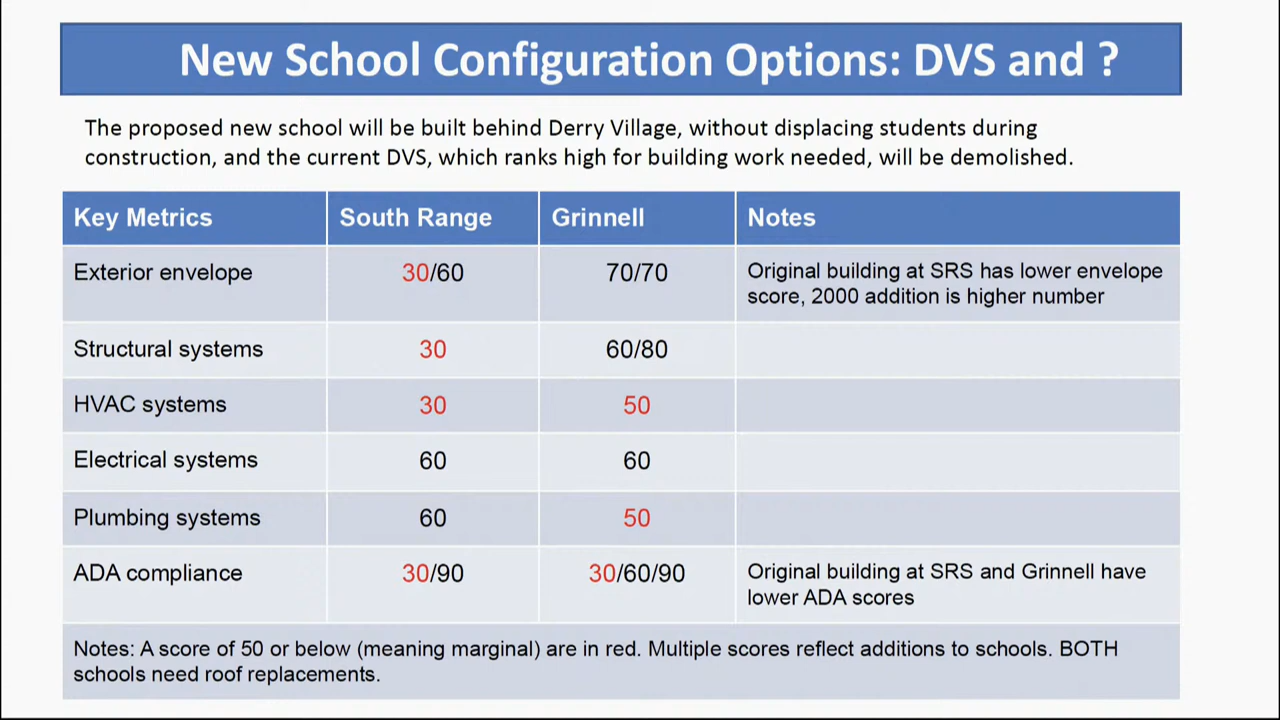 New School Configuration Options: DVS and ?
The proposed new school will be built behind Derry Village, without displacing students during
construction, and the current DVS, which ranks high for building work needed, will be demolished.
Key Metrics South Range Grinnell Notes
Exterior envelope 30/60 70/70 Original building at SRS has lower envelope
score, 2000 addition is higher number
Structural systems 30 60/80
HVAC systems 30 50
Electrical systems 60 60
Plumbing systems 60 50
ADA compliance 30/90 30/60/90 Original building at SRS and Grinnell have
lower ADA scores
Notes: A score of 50 or below (meaning marginal) are in red. Multiple scores reflect additions to schools. BOTH
schools need roof replacements.